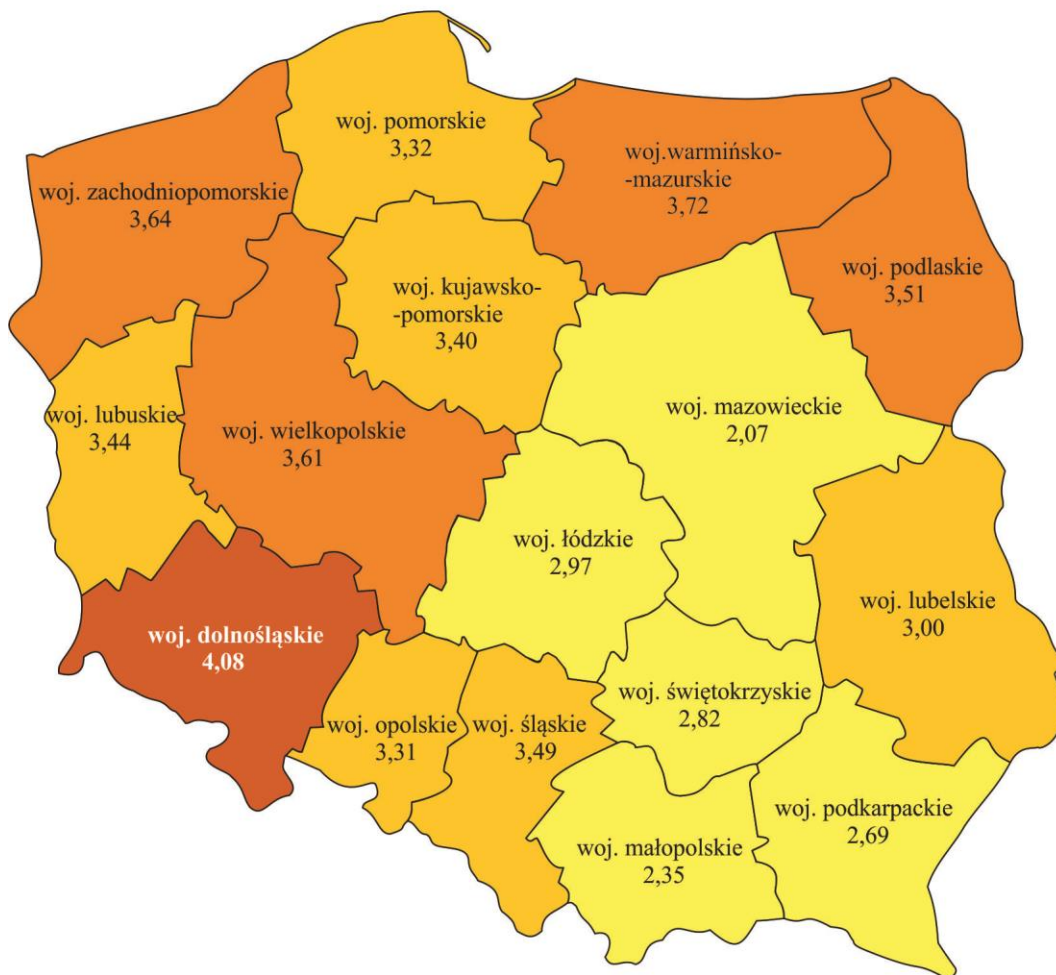 woj. pomorskie
3,32
woj.warmińsko-
-mazurskie
3,72
woj. zachodniopomorskie
3,64
woj. podlaskie
3,51
woj. kujawsko-
-pomorskie
3,40
woj. lubuskie
3,44
woj. wielkopolskie
3,61
woj. mazowieckie
2,07
woj. łódzkie
2,97
woj. lubelskie
3,00
woj. dolnośląskie
4,08
woj. opolskie
3,31
woj. śląskie
3,49
woj. świętokrzyskie
2,82
woj. małopolskie
2,35
woj. podkarpackie
2,69